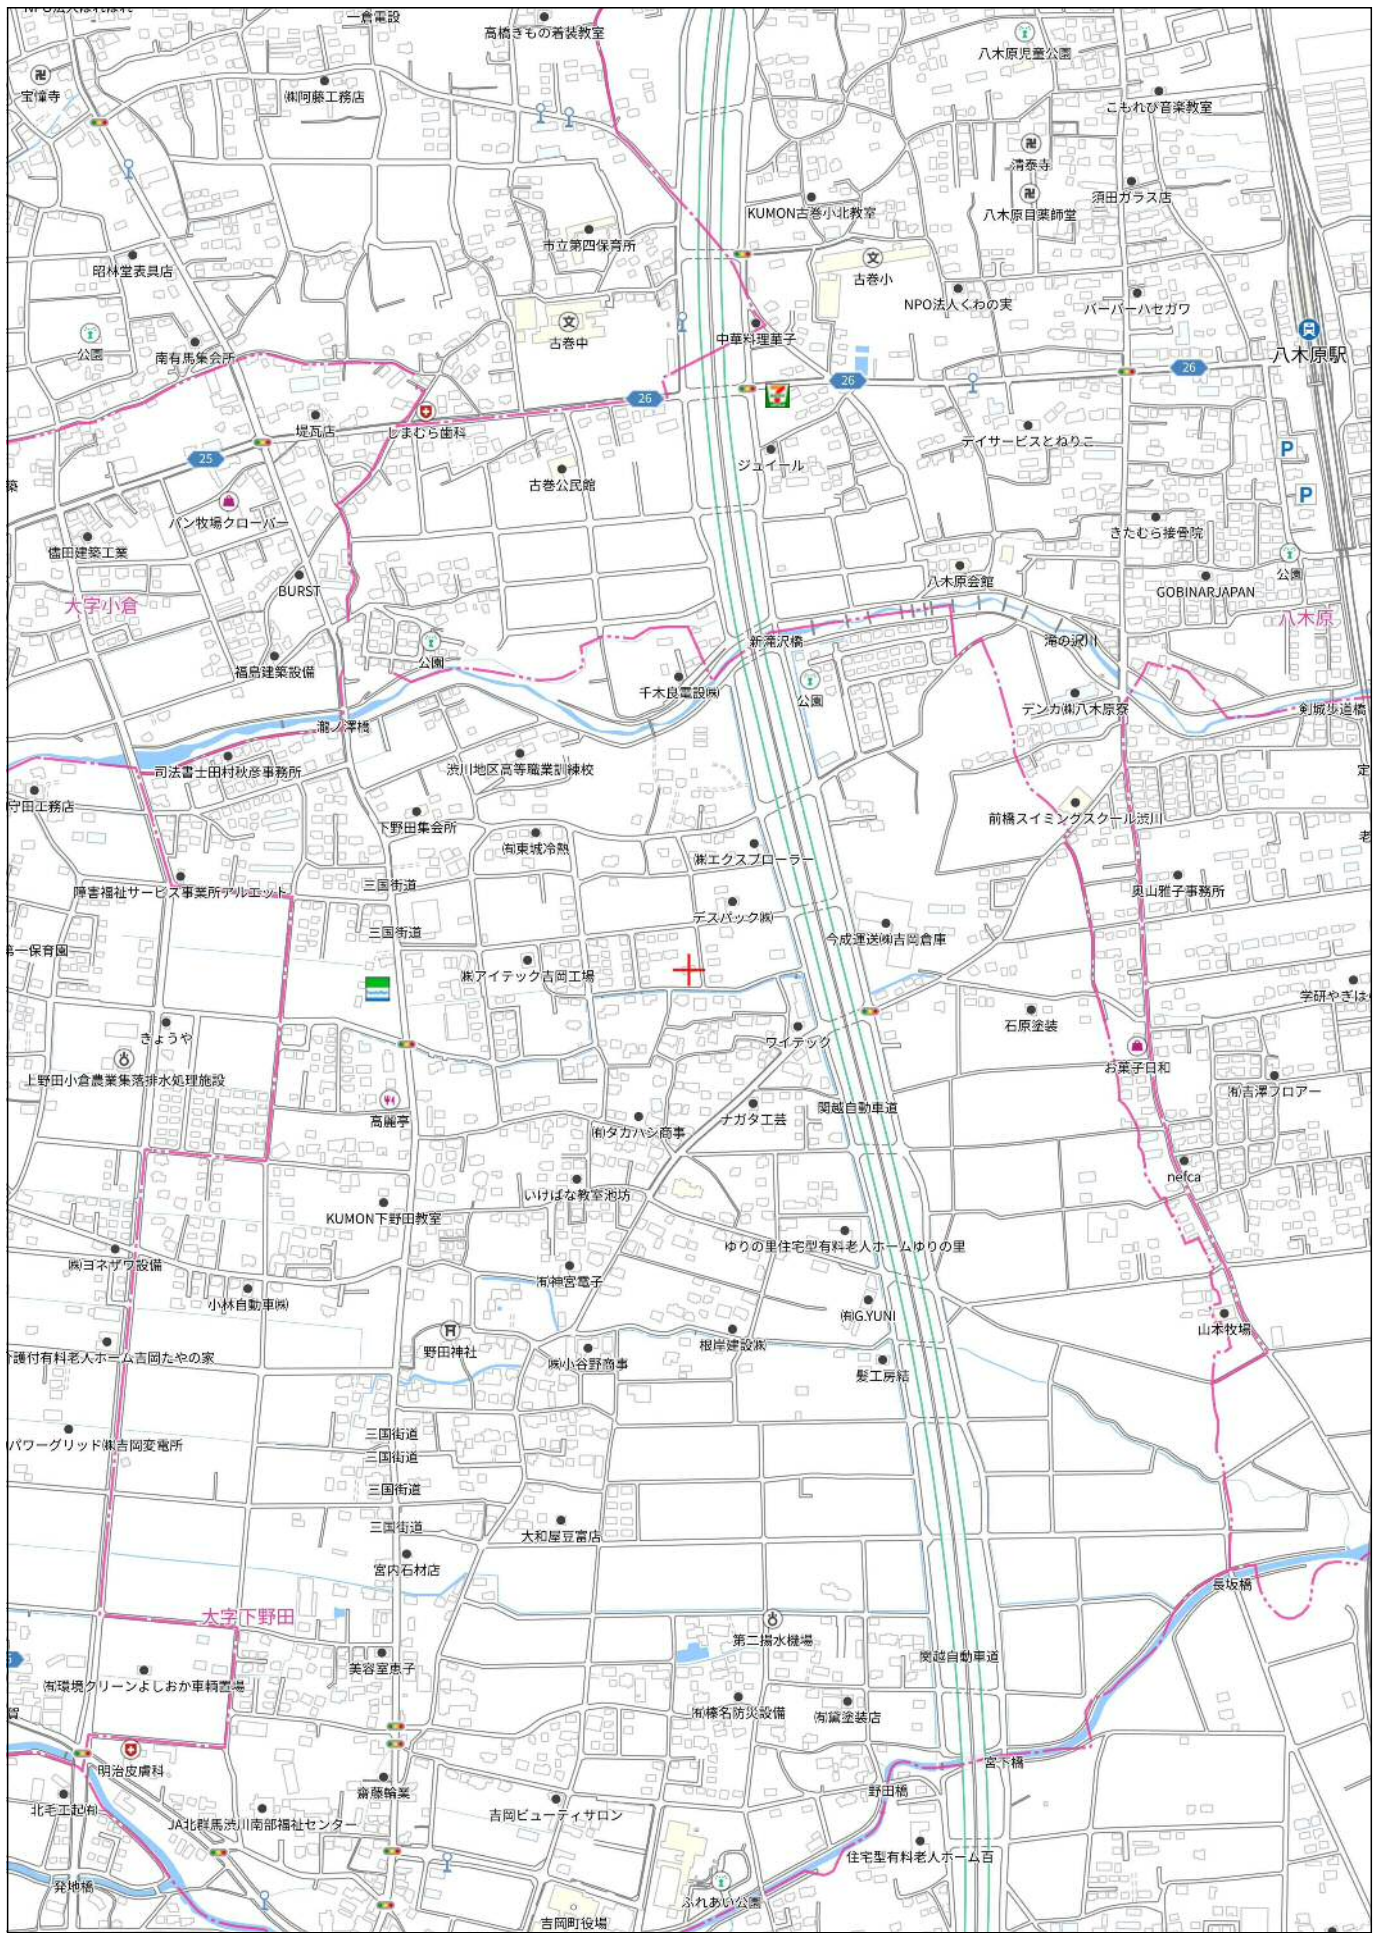 一倉電設
高橋きもの着装教室
八木原児童公園
宝憧寺
㈱阿藤工務店
こもれび音楽教室
清泰寺
八木原目薬師堂
須田ガラス店
KUMON古巻小北教室
市立第四保育所
昭林堂表具店
古巻小
NPO法人くわの実
バーバーハセガワ
公園
南有馬集会所
古巻中
中華料理華子
八木原駅
26
26
26
堤瓦店
しまむら歯科
デイサービスとねりこ
25
ジュイール
古巻公民館
P
P
築
パン牧場クローバー
きたむら接骨院
儘田建築工業
八木原会館
公園
BURST
GOBINARJAPAN
大字小倉
八木原
新滝沢橋
滝の沢川
公園
福島建築設備
千木良電設㈱
公園
デンカ㈱八木原寮
剣城歩道橋
瀧ノ澤橋
司法書士田村秋彦事務所
渋川地区高等職業訓練校
定
守田工務店
前橋スイミングスクール渋川
下野田集会所
老
㈲東城冷熱
㈱エクスプローラー
三国街道
障害福祉サービス事業所アルエット
奥山雅子事務所
デスパック㈱
三国街道
今成運送㈱吉岡倉庫
第一保育園
㈱アイテック吉岡工場
学研やぎは
石原塗装
きょうや
ワイテック
お菓子日和
上野田小倉農業集落排水処理施設
㈲吉澤フロアー
関越自動車道
高麗亭
㈲タカハシ商事
ナガタ工芸
nefca
いけばな教室池坊
KUMON下野田教室
ゆりの里住宅型有料老人ホームゆりの里
㈱ヨネザワ設備
㈲神宮電子
小林自動車㈱
㈲G.YUNI
山本牧場
野田神社
根岸建設㈱
介護付有料老人ホーム吉岡たやの家
㈱小谷野商事
髪工房結
三国街道
パワーグリッド㈱吉岡変電所
三国街道
三国街道
三国街道
大和屋豆富店
宮内石材店
長坂橋
大字下野田
第二揚水機場
関越自動車道
美容室恵子
㈲環境クリーンよしおか車輌置場
㈲榛名防災設備
㈲黛塗装店
賀
宮下橋
明治皮膚科
齋藤輪業
野田橋
北毛工起㈲
吉岡ビューティサロン
JA北群馬渋川南部福祉センター
住宅型有料老人ホーム百
発地橋
ふれあい公園
吉岡町役場